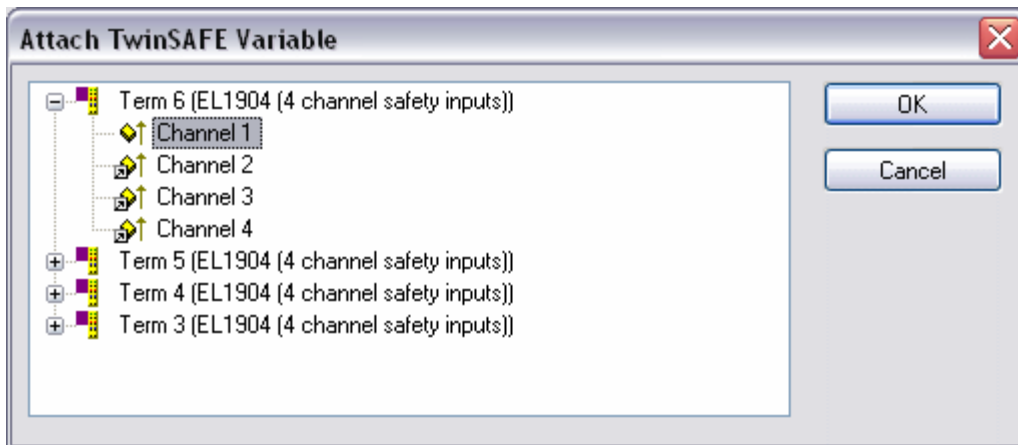 Attach TwinSAFE Variable
Term 6 (EL1904 (4 channel safety inputs))
Channel 1
Channel 2
Channel 3
Channel 4
Term 5 (EL1904 (4 channel safety inputs))
Term 4 (EL1904 (4 channel safety inputs))
Term 3 (EL1904 (4 channel safety inputs))
OK
Cancel